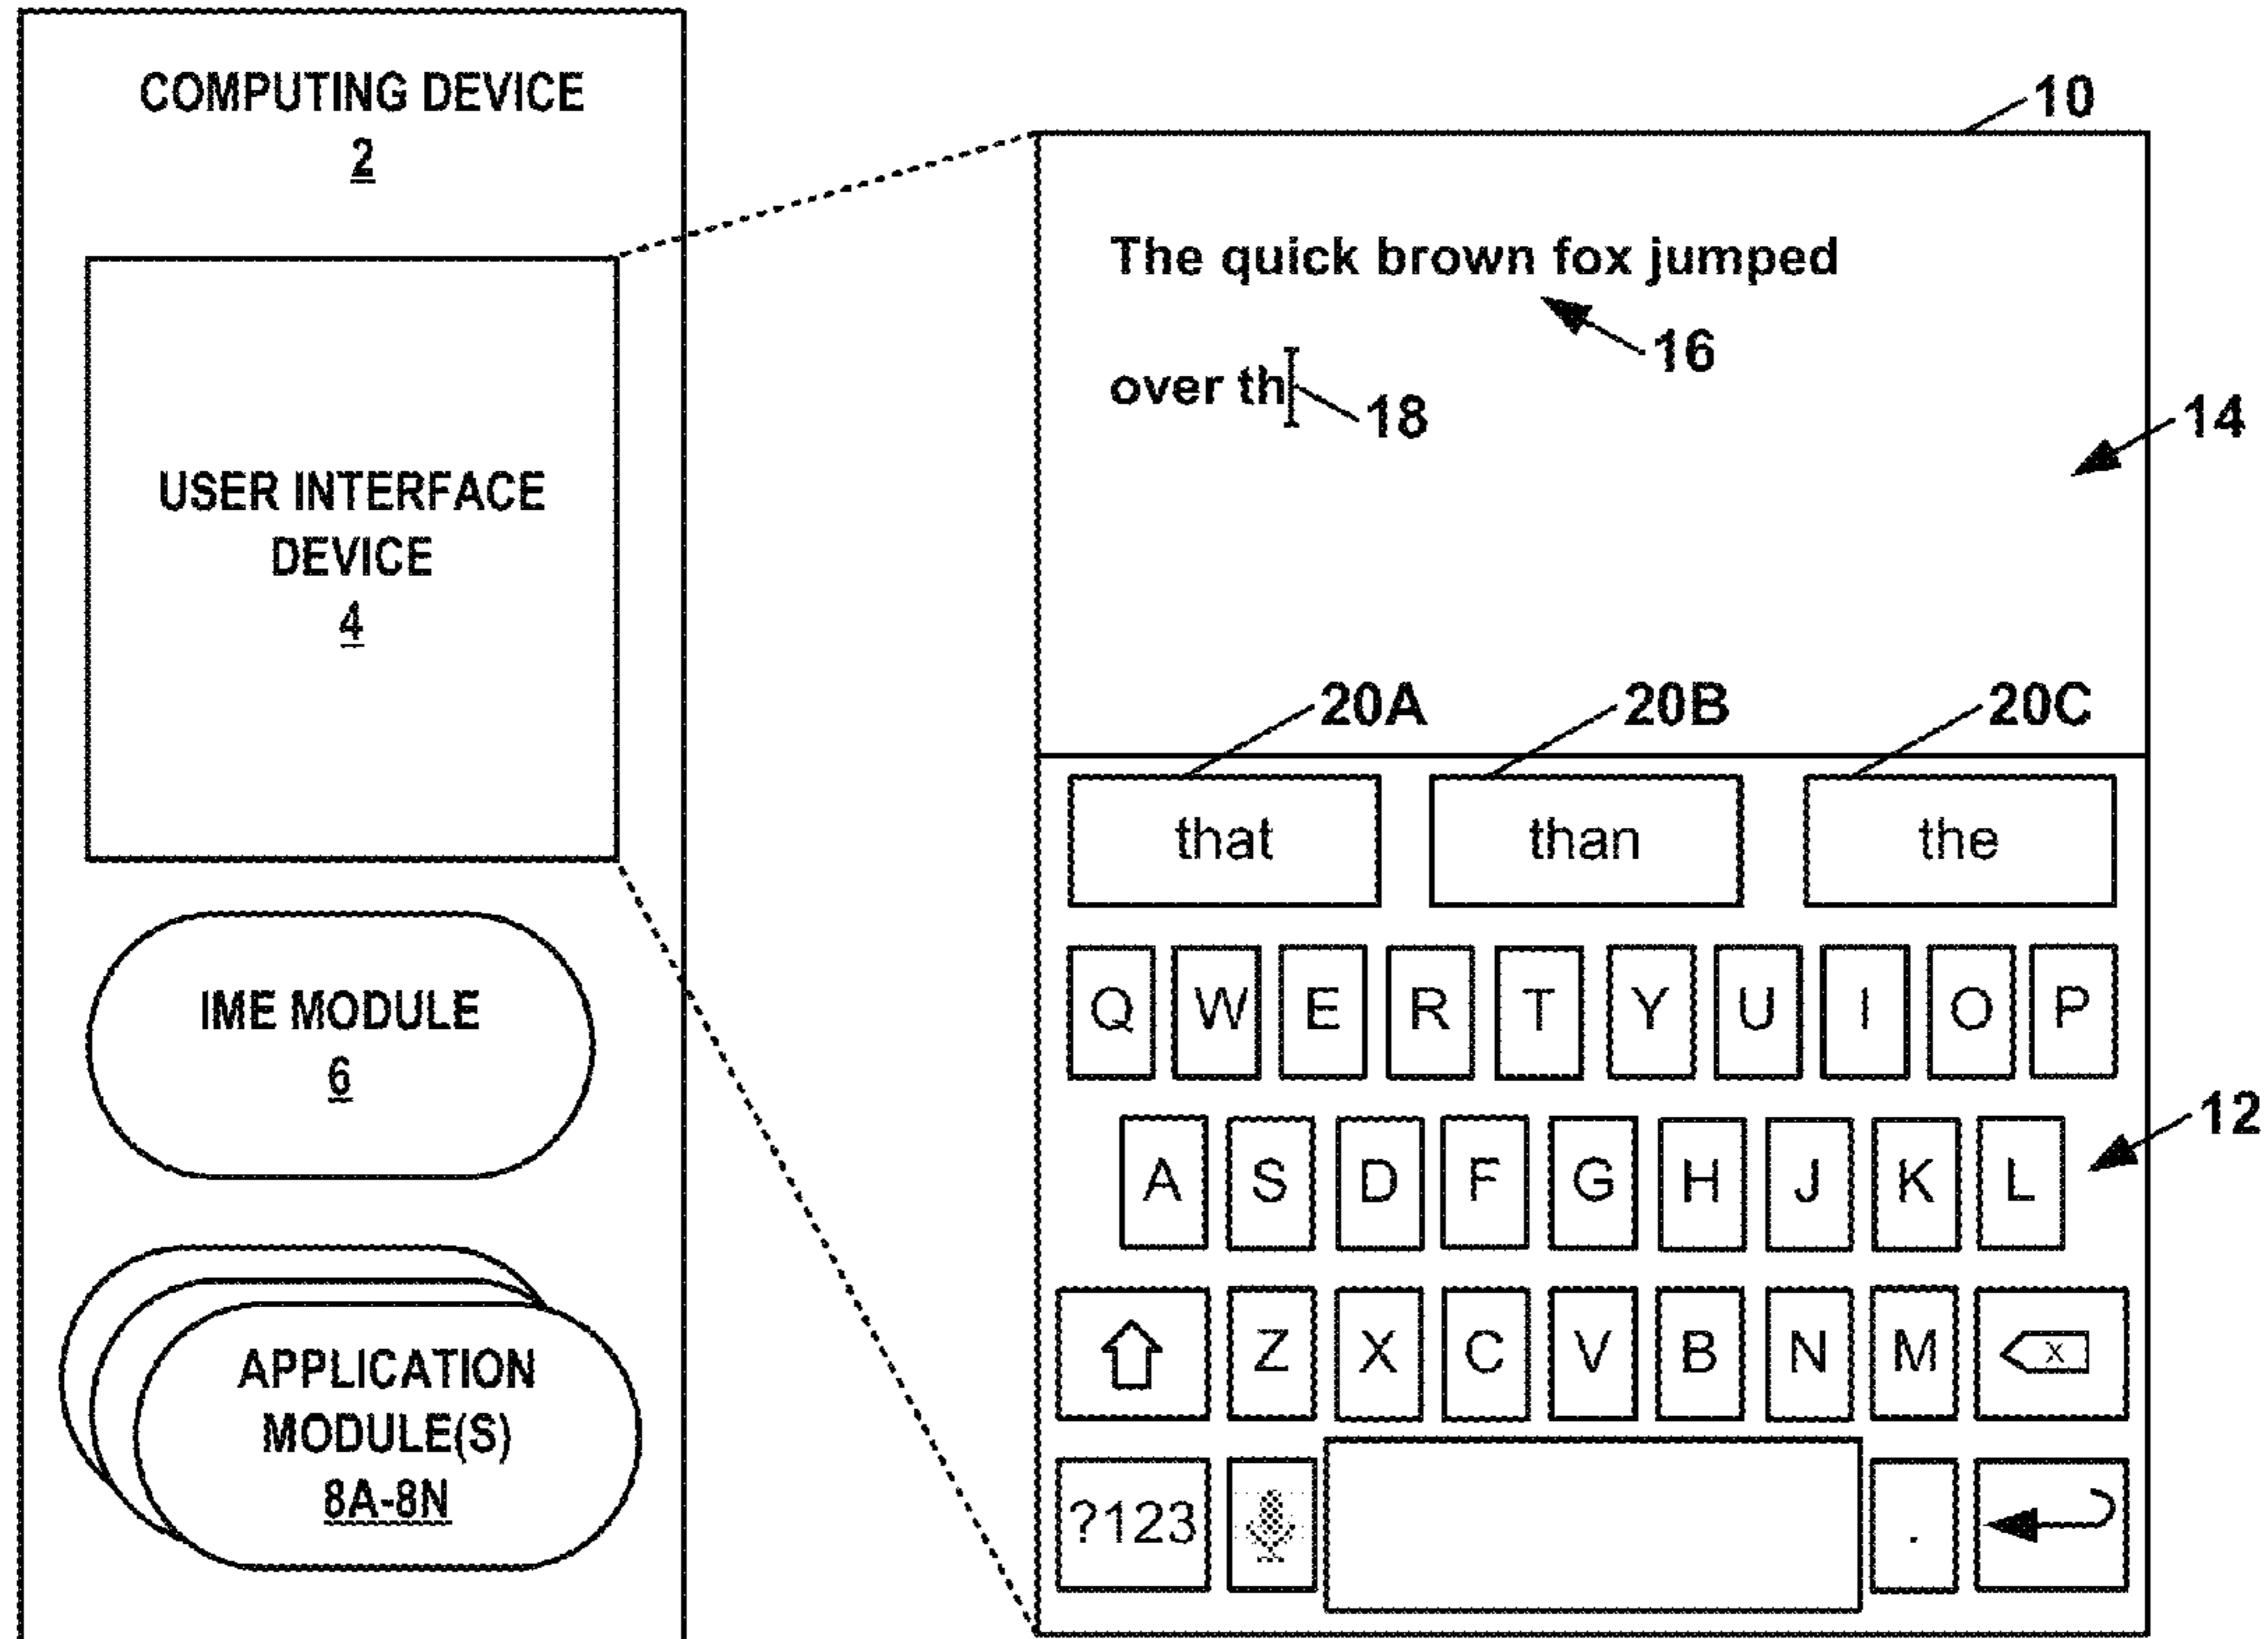 COMPUTING DEVICE
2
USER INTERFACE
DEVICE
4
IME MODULE
6
APPLICATION
MODULE(S)
8A-8N
10
The quick brown fox jumped
16
over th
18
14
20A 20B 20C
that than the
Q W E R T Y U I O P
A S D F G H J K L
12
Z X C V B N M X
?123 .